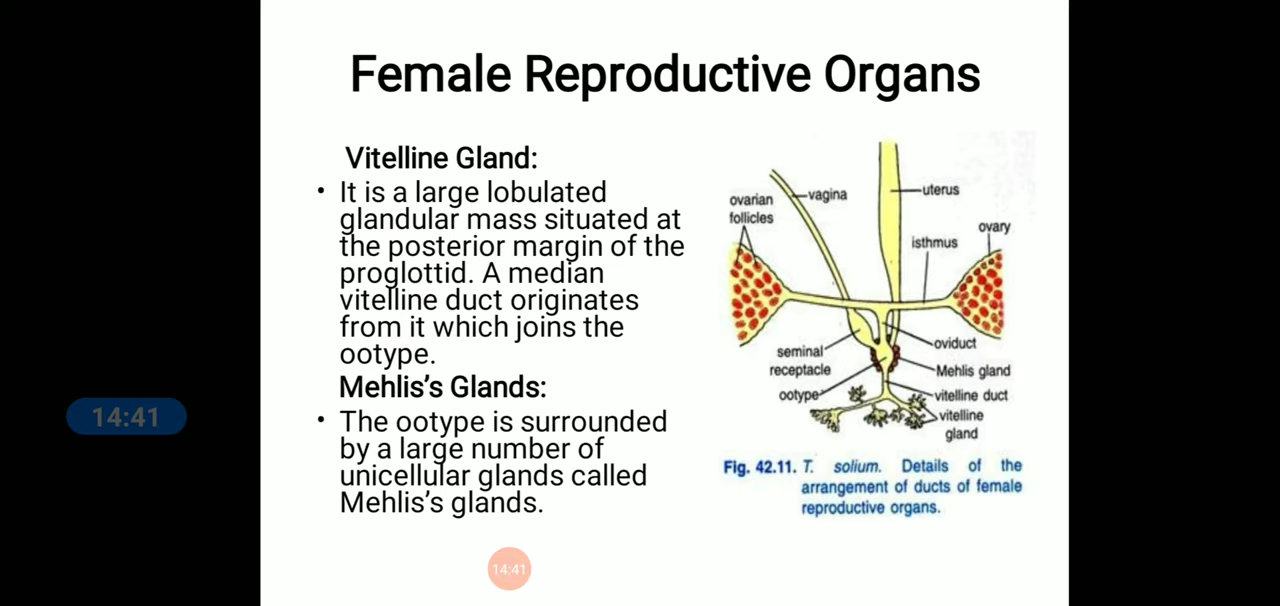 Female Reproductive Organs
Vitelline Gland:
• It is a large lobulated
glandular mass situated at
the posterior margin of the
proglottid. A median
vitelline duct originates
from it which joins the
ootype.
Mehlis's Glands:
• The ootype is surrounded
by a large number of
unicellular glands called
Mehlis's glands.
14:41
14:41
ovarian
follicles
vagina
uterus
ovary
isthmus
seminal
receptacle
ootype
oviduct
Mehlis gland
vitelline duct
vitelline
gland
Fig. 42.11. T. solium. Details of the
arrangement of ducts of female
reproductive organs.